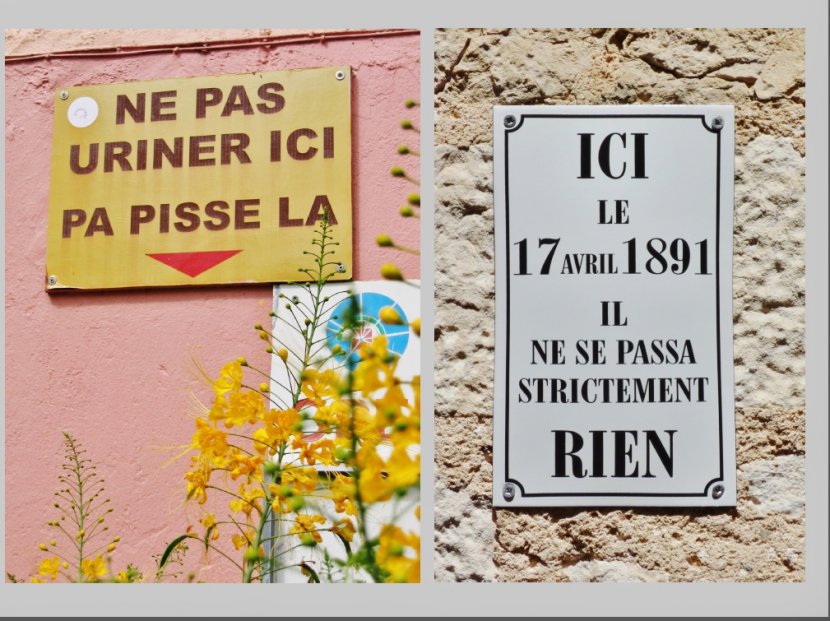 NE PAS
URINER ICI
PA PISSE LA
ICI
LE
17 AVRIL 1891
IL
NE SE PASSA
STRICTEMENT
RIEN